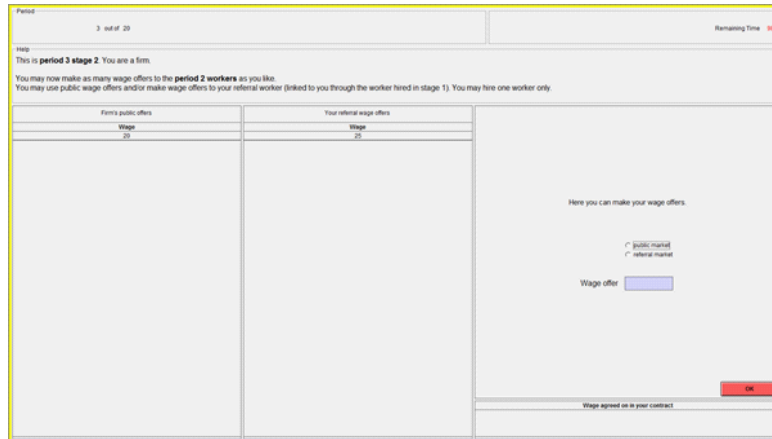 Period
3 out of 20
Remaining Time
Help
This is period 3 stage 2. You are a firm.
You may now make as many wage offers to the period 2 workers as you like.
You may use public wage offers and/or make wage offers to your referral worker (linked to you through the worker hired in stage 1). You may hire one worker only.
Firm's public offers
Wage
20
Your referral wage offers
Wage
25
Here you can make your wage offers.
public market
referral market
Wage offer
OK
Wage agreed on in your contract